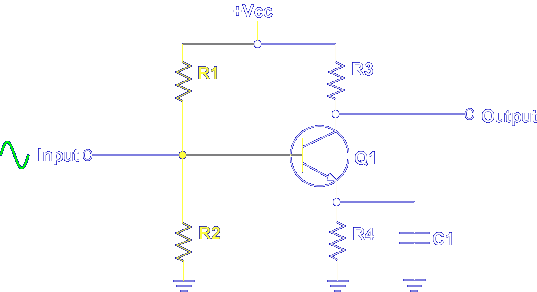 +Vcc
R1
R3
Output
Input
Q1
R2
R4
C1